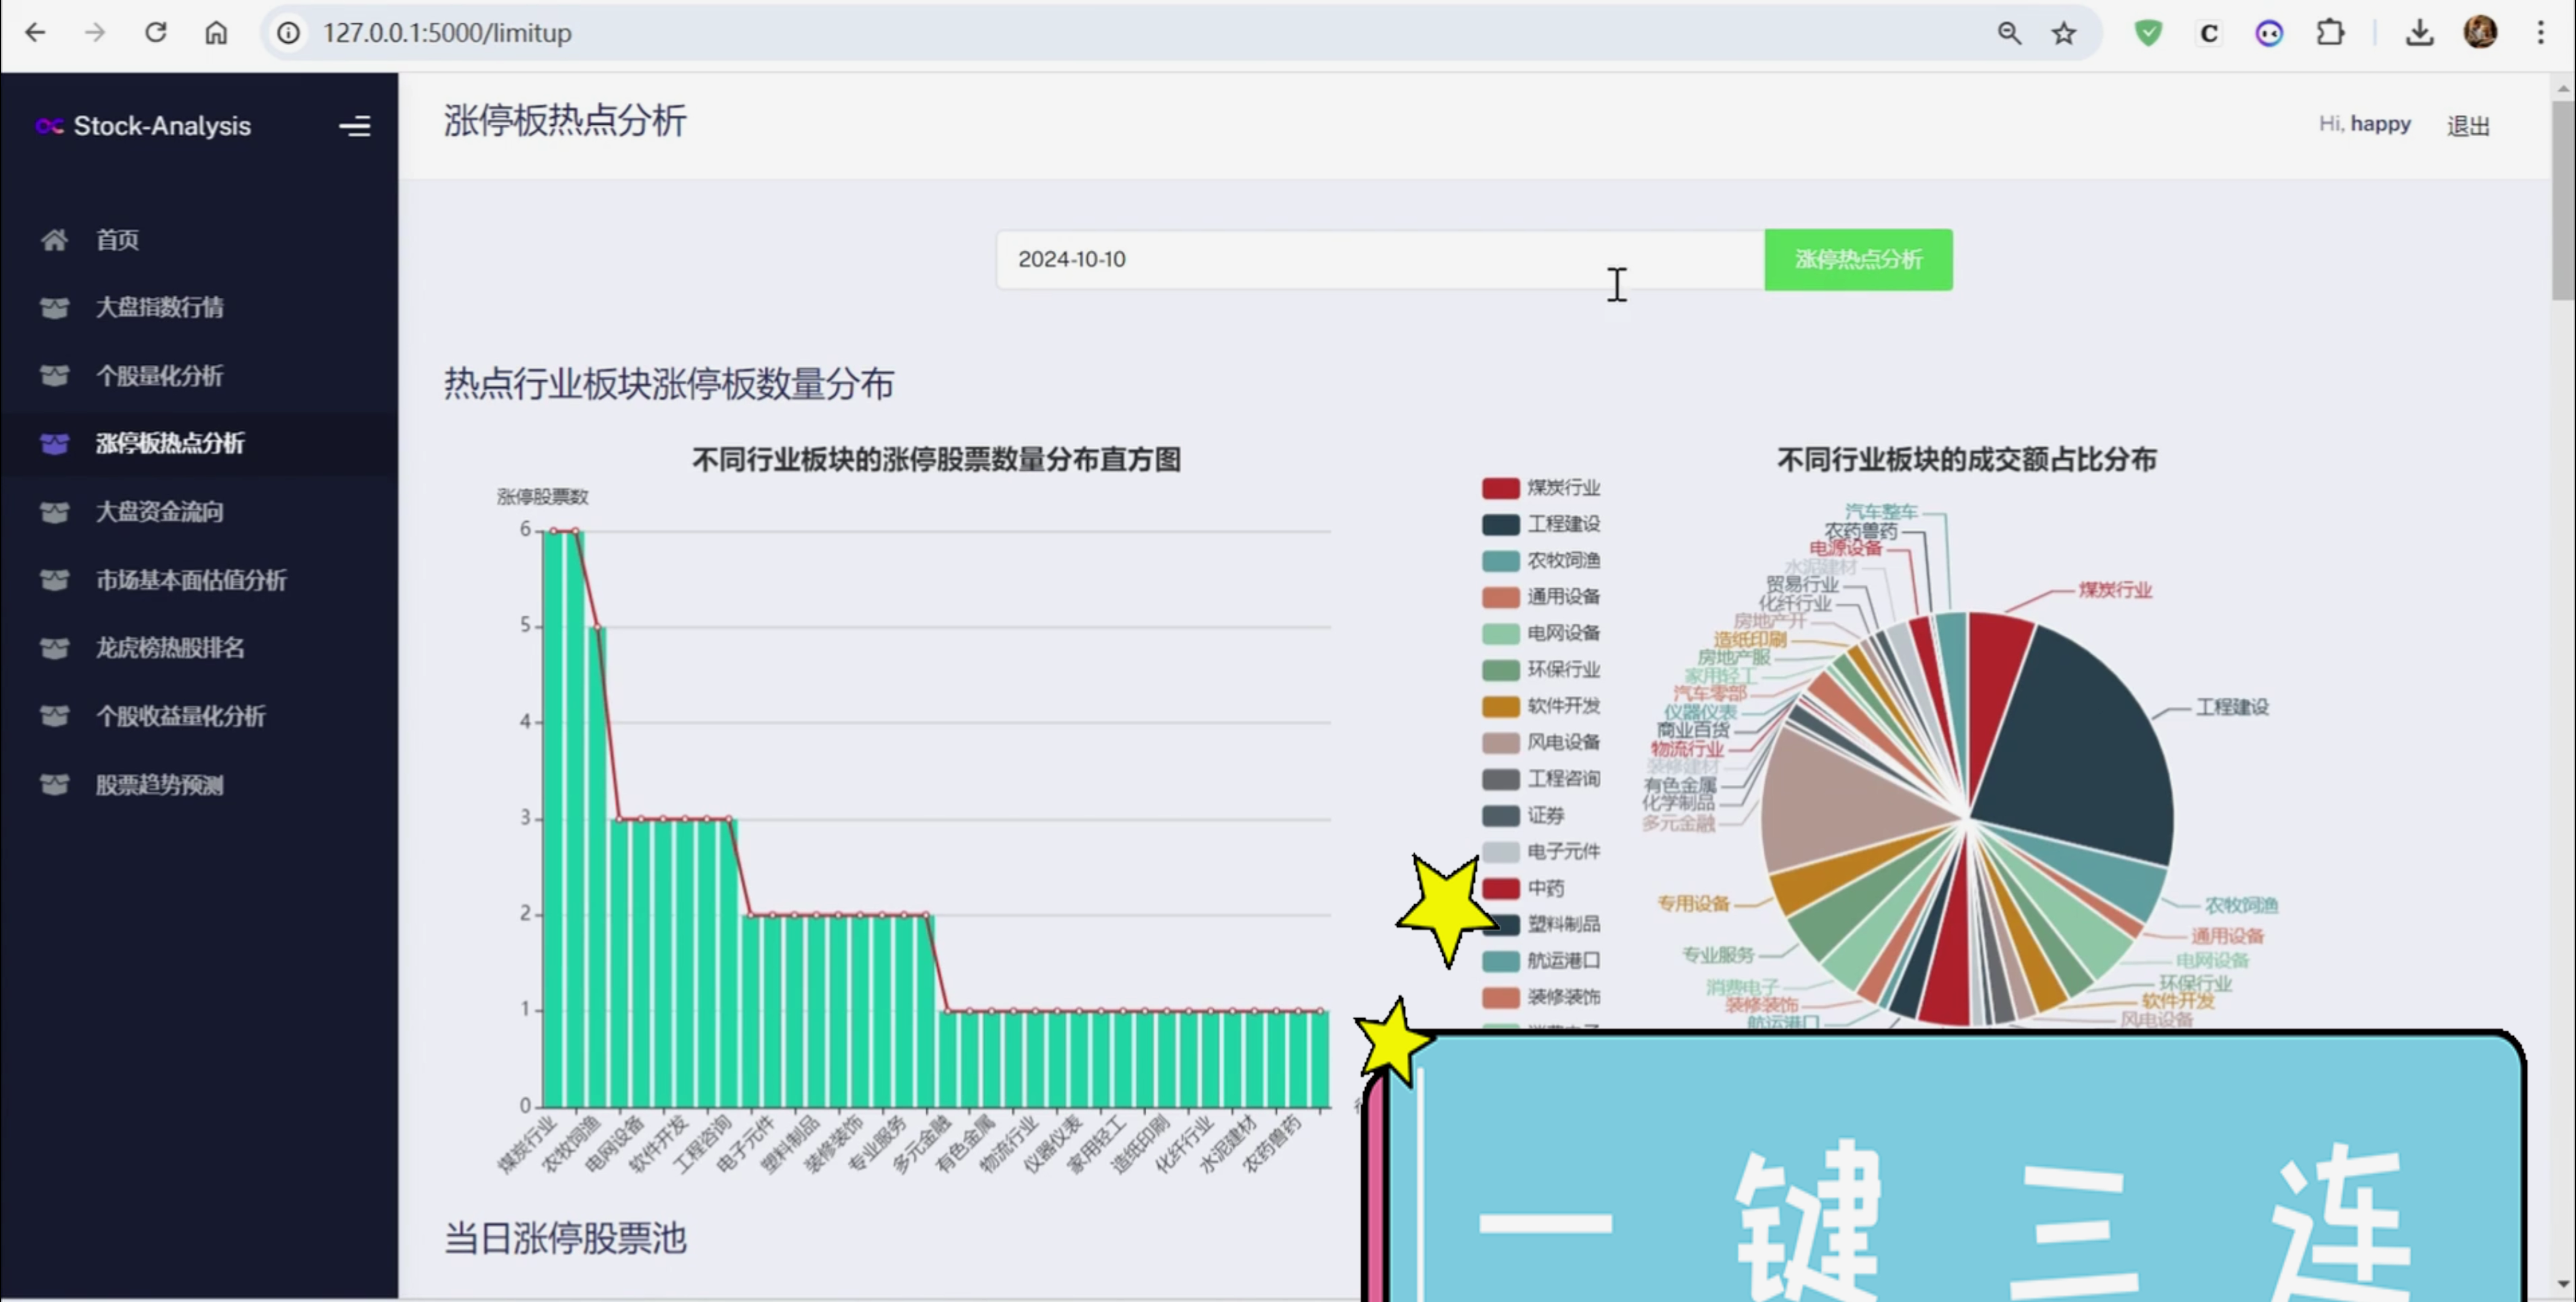 127.0.0.1:5000/limitup
Stock-Analysis
涨停板热点分析
Hi, happy 退出
首页
大盘指数行情
个股量化分析
涨停板热点分析
大盘资金流向
市场基本面估值分析
龙虎榜热股排名
个股收益量化分析
股票趋势预测
2024-10-10
涨停热点分析
热点行业板块涨停板数量分布
不同行业板块的涨停股票数量分布直方图
涨停股票数
6
5
4
3
2
1
0
煤炭行业
农牧饲渔
电网设备
软件开发
工程咨询
电子元件
塑料制品
装修装饰
专业服务
多元金融
有色金属
物流行业
仪器仪表
家用轻工
造纸印刷
化纤行业
水泥建材
农药兽药
不同行业板块的成交额占比分布
煤炭行业
工程建设
农牧饲渔
通用设备
电网设备
环保行业
软件开发
风电设备
工程咨询
证券
电子元件
中药
塑料制品
航运港口
装修装饰
汽车整车
农药兽药
电源设备
水泥建材
贸易行业
化纤行业
房地产开
造纸印刷
房地产服
家用轻工
汽车零部
仪器仪表
商业百货
物流行业
装修建材
有色金属
化学制品
多元金融
专用设备
专业服务
消费电子
装修装饰
航运港口
煤炭行业
工程建设
农牧饲渔
通用设备
电网设备
环保行业
软件开发
风电设备
当日涨停股票池
一键三连